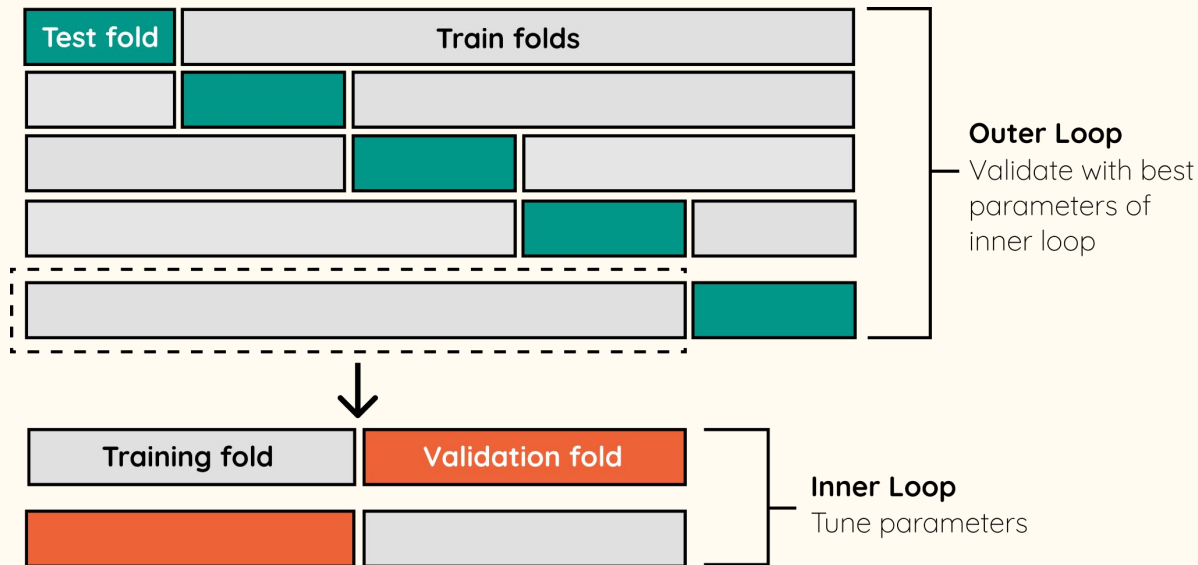 Test fold
Train folds
Outer Loop
Validate with best
parameters of
inner loop
Training fold
Validation fold
Inner Loop
Tune parameters